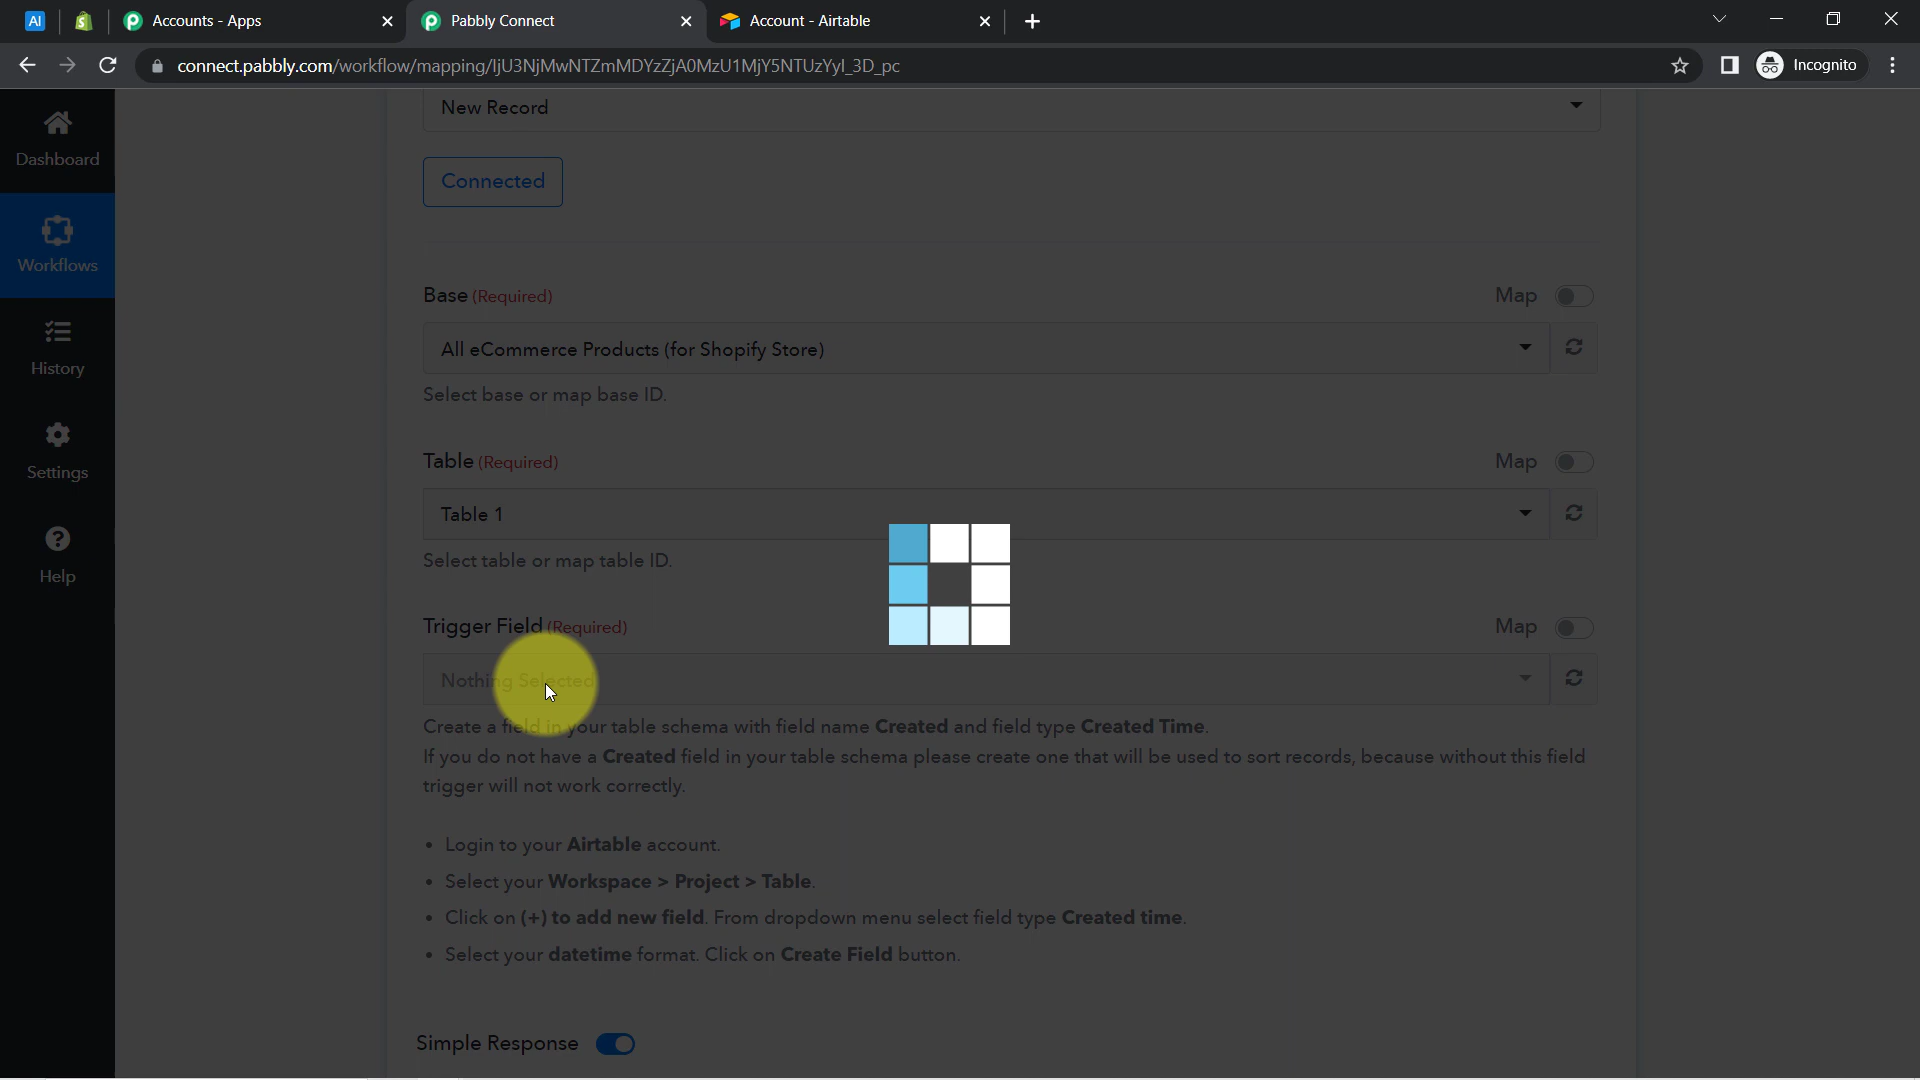 AI
Accounts - Apps
Pabbly Connect
Account - Airtable
connect.pabbly.com/workflow/mapping/IjU3NjMwNTZmMDYzZjA0MzU1MjY5NTUzYyI_3D_pc
Incognito
Dashboard
Workflows
History
Settings
Help
New Record
Connected
Base (Required)
Map
All eCommerce Products (for Shopify Store)
Select base or map base ID.
Table (Required)
Map
Table 1
Select table or map table ID.
Trigger Field (Required)
Map
Nothing Selected
Create a field in your table schema with field name Created and field type Created Time.
If you do not have a Created field in your table schema please create one that will be used to sort records, because without this field
trigger will not work correctly.
• Login to your Airtable account.
• Select your Workspace > Project > Table.
• Click on (+) to add new field. From dropdown menu select field type Created time.
• Select your datetime format. Click on Create Field button.
Simple Response